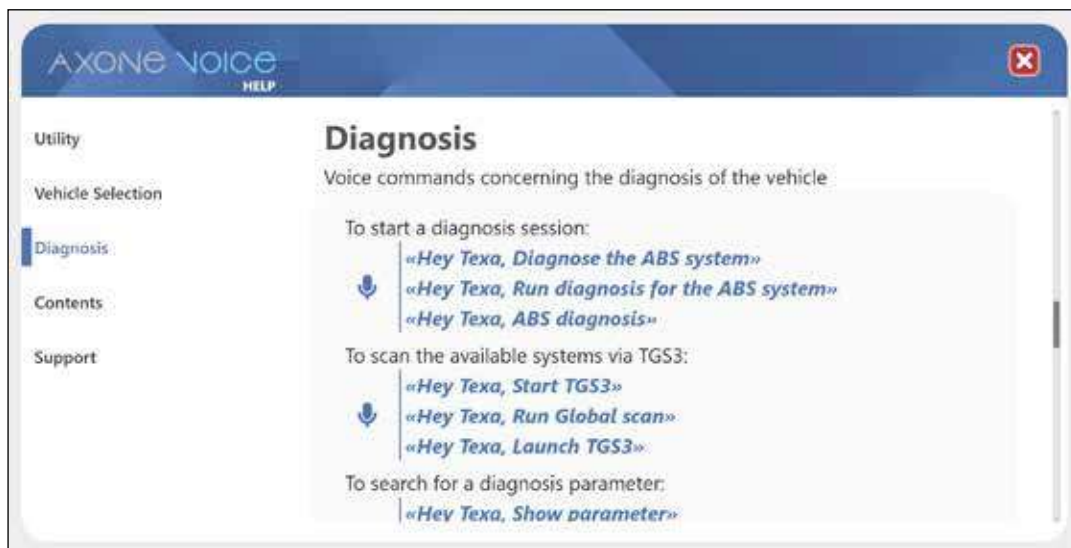 AXONE VOICE
HELP
Utility
Vehicle Selection
Diagnosis
Contents
Support
Diagnosis
Voice commands concerning the diagnosis of the vehicle
To start a diagnosis session:
«Hey Texa, Diagnose the ABS system»
«Hey Texa, Run diagnosis for the ABS system»
«Hey Texa, ABS diagnosis»
To scan the available systems via TGS3:
«Hey Texa, Start TGS3»
«Hey Texa, Run Global scan»
«Hey Texa, Launch TGS3»
To search for a diagnosis parameter:
«Hey Texa, Show parameter»